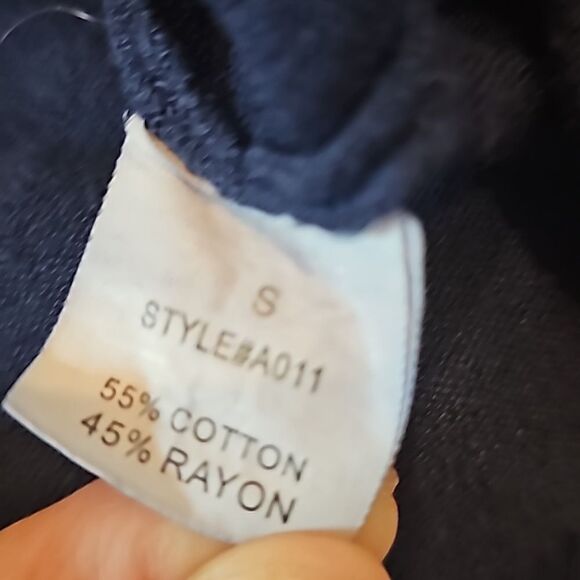 S
STYLE#A011
55% COTTON
45% RAYON